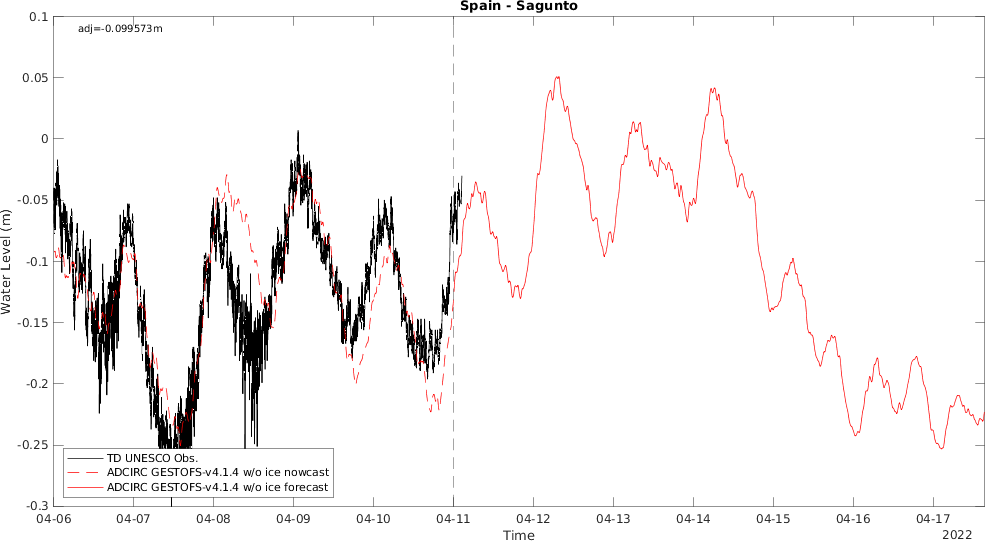 Spain - Sagunto
adj=-0.099573m
0.1
0.05
0
-0.05
-0.1
-0.15
-0.2
-0.25
-0.3
Water Level (m)
TD UNESCO Obs.
ADCIRC GESTOFS-v4.1.4 w/o ice nowcast
ADCIRC GESTOFS-v4.1.4 w/o ice forecast
04-06 04-07 04-08 04-09 04-10 04-11 04-12 04-13 04-14 04-15 04-16 04-17
Time
2022